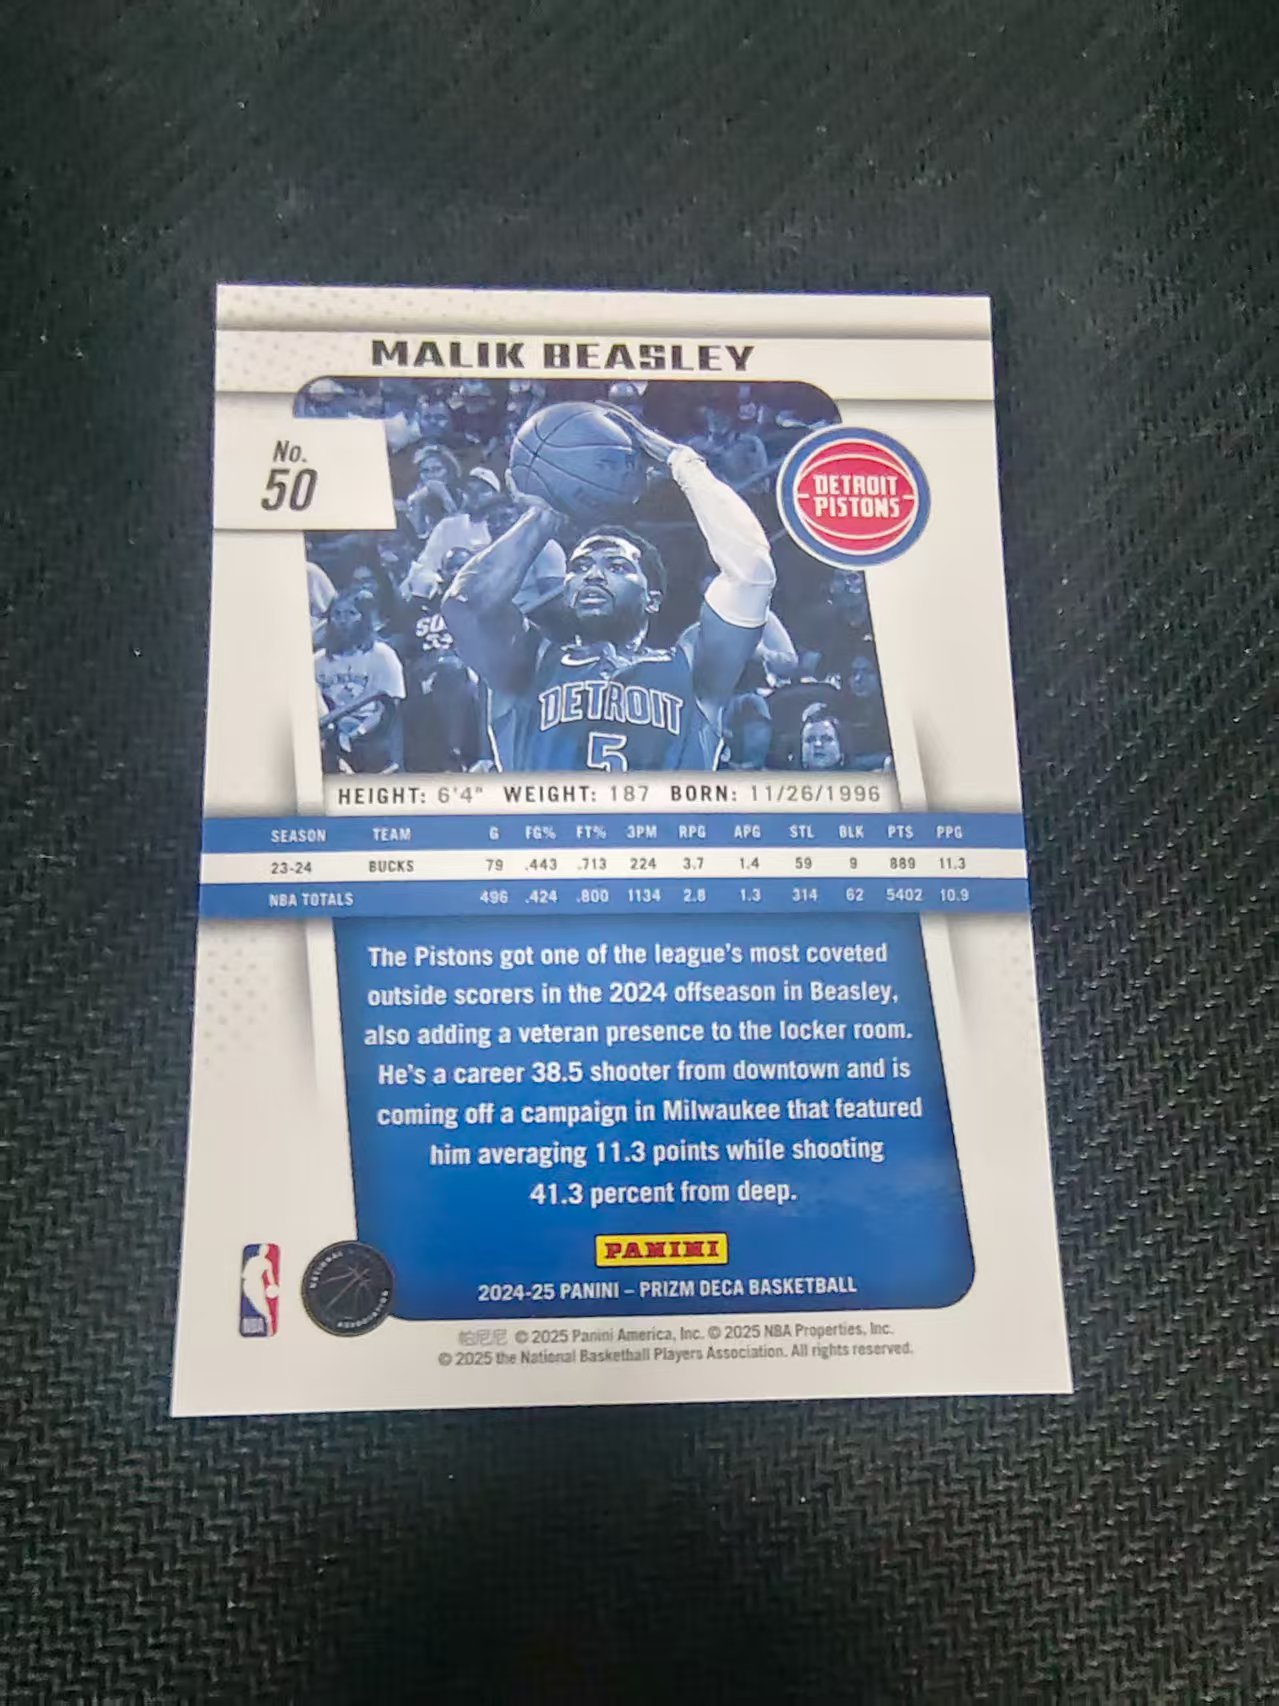 MALIK BEASLEY
No.
50
DETROIT
PISTONS
DETROIT
5
HEIGHT: 6'4" WEIGHT: 187 BORN: 11/26/1996
SEASON TEAM G FG% FT% 3PM RPG APG STL BLK PTS PPG
23-24 BUCKS 79 .443 .713 224 3.7 1.4 59 9 889 11.3
NBA TOTALS 496 .424 .800 1134 2.8 1.3 314 62 5402 10.9
The Pistons got one of the league's most coveted
outside scorers in the 2024 offseason in Beasley,
also adding a veteran presence to the locker room.
He's a career 38.5 shooter from downtown and is
coming off a campaign in Milwaukee that featured
him averaging 11.3 points while shooting
41.3 percent from deep.
PANINI
2024-25 PANINI – PRIZM DECA BASKETBALL
NBA
帕尼尼 © 2025 Panini America, Inc. © 2025 NBA Properties, Inc.
© 2025 the National Basketball Players Association. All rights reserved.